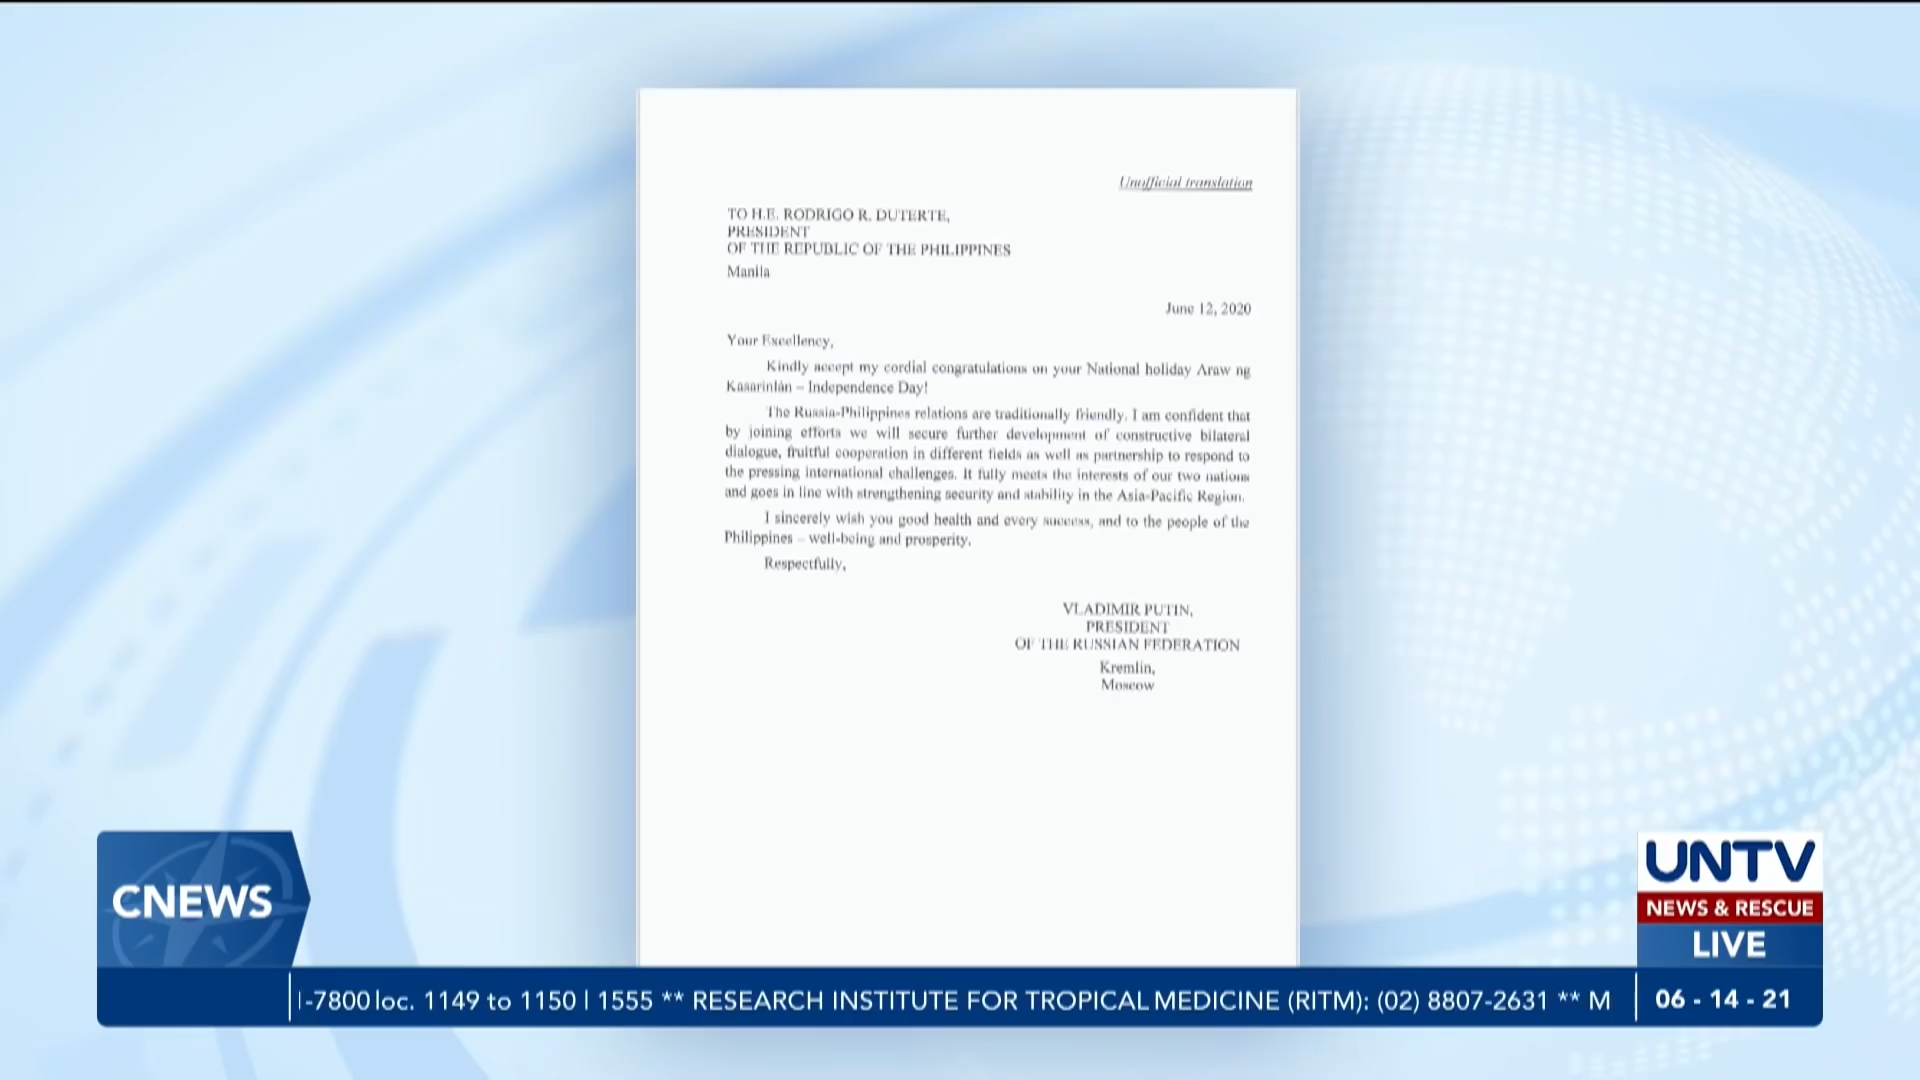 Unofficial translation
TO H.E. RODRIGO R. DUTERTE,
PRESIDENT
OF THE REPUBLIC OF THE PHILIPPINES
Manila
June 12, 2020
Your Excellency,
Kindly accept my cordial congratulations on your National holiday Araw ng
Kasarinlán – Independence Day!
The Russia-Philippines relations are traditionally friendly. I am confident that
by joining efforts we will secure further development of constructive bilateral
dialogue, fruitful cooperation in different fields as well as partnership to respond to
the pressing international challenges. It fully meets the interests of our two nations
and goes in line with strengthening security and stability in the Asia-Pacific Region.
I sincerely wish you good health and every success, and to the people of the
Philippines – well-being and prosperity.
Respectfully,
VLADIMIR PUTIN,
PRESIDENT
OF THE RUSSIAN FEDERATION
Kremlin,
Moscow
CNEWS
UNTV
NEWS & RESCUE
LIVE
-7800 loc. 1149 to 1150 | 1555 ** RESEARCH INSTITUTE FOR TROPICAL MEDICINE (RITM): (02) 8807-2631 ** M
06 - 14 - 21